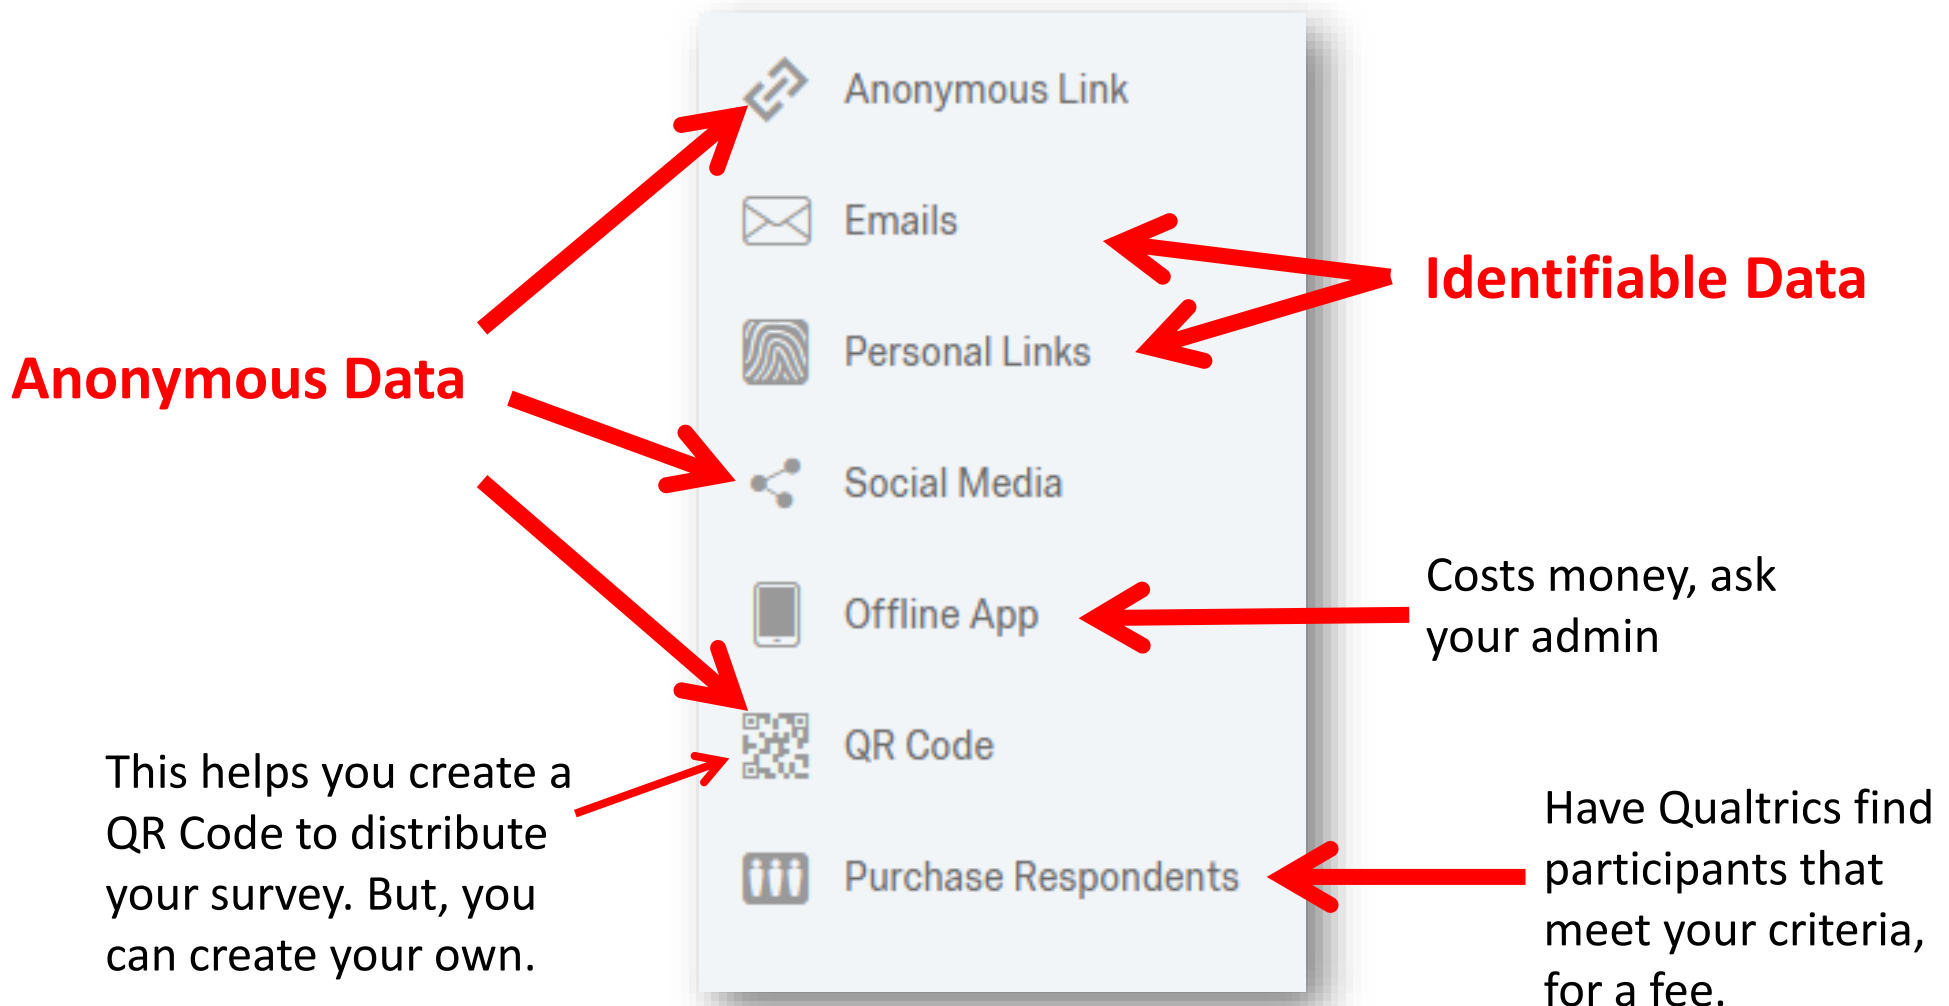 Anonymous Link
Emails
Identifiable Data
Personal Links
Anonymous Data
Social Media
Costs money, ask
your admin
Offline App
QR Code
This helps you create a
QR Code to distribute
your survey. But, you
can create your own.
Purchase Respondents
Have Qualtrics find
participants that
meet your criteria,
for a fee.